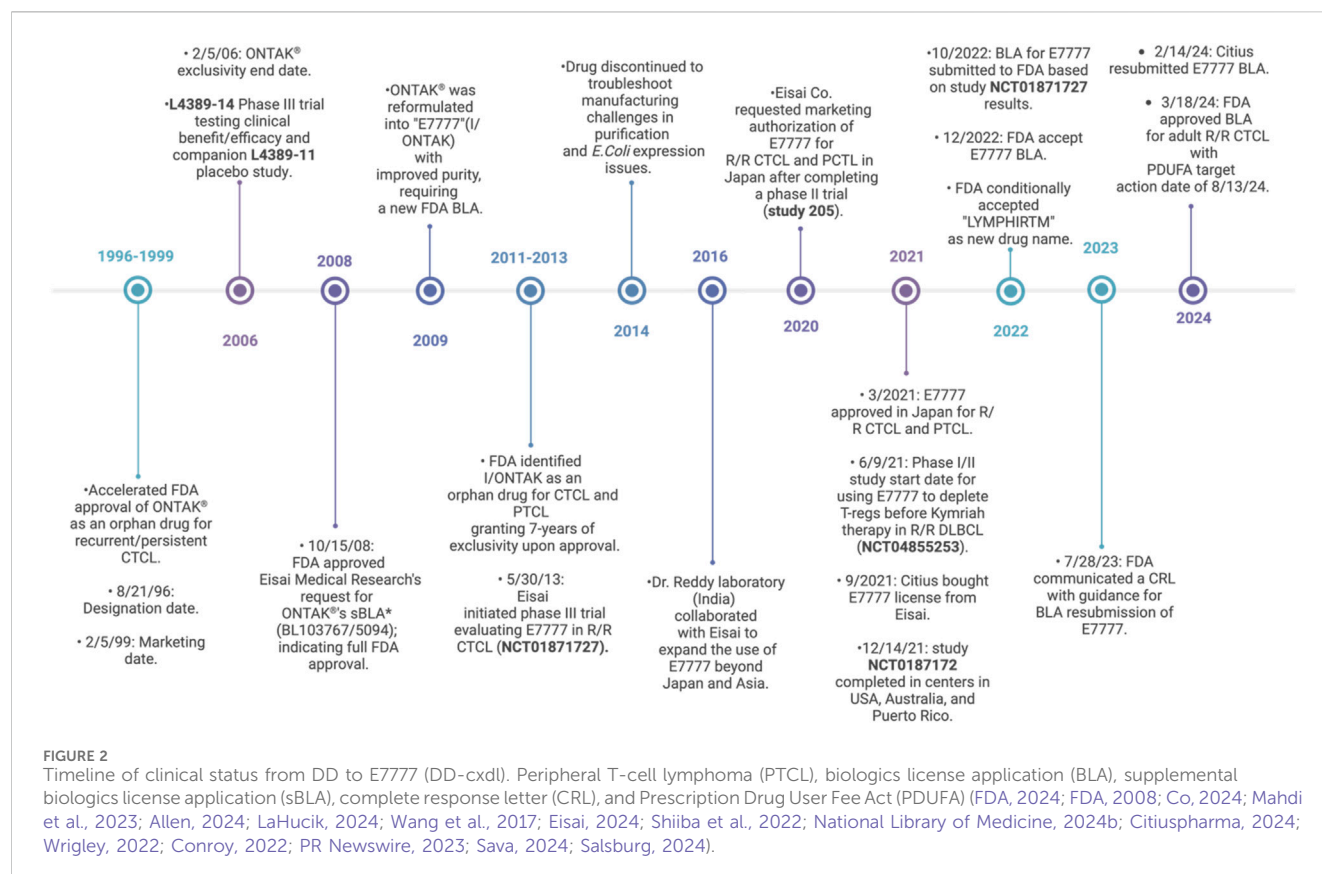 • 2/5/06: ONTAK®
exclusivity end date.
•L4389-14 Phase III trial
testing clinical
benefit/efficacy and
companion L4389-11
placebo study.
•ONTAK® was
reformulated
into "E7777"(I/
ONTAK)
with
improved purity,
requiring
a new FDA BLA.
•Drug discontinued to
troubleshoot
manufacturing
challenges in
purification
and E.Coli expression
issues.
•Eisai Co.
requested marketing
authorization of
E7777 for
R/R CTCL and PCTL in
Japan after completing
a phase II trial
(study 205).
•10/2022: BLA for E7777
submitted to FDA based
on study NCT01871727
results.
• 12/2022: FDA accept
E7777 BLA.
• FDA conditionally
accepted
"LYMPHIRTM"
as new drug name.
• 2/14/24: Citius
resubmitted E7777 BLA.
• 3/18/24: FDA
approved BLA
for adult R/R CTCL
with
PDUFA target
action date of 8/13/24.
1996-1999
2006
2008
2009
2011-2013
2014
2016
2020
2021
2022
2023
2024
•Accelerated FDA
approval of ONTAK®
as an orphan drug for
recurrent/persistent
CTCL.
• 8/21/96:
Designation date.
• 2/5/99: Marketing
date.
• 10/15/08:
FDA approved
Eisai Medical Research's
request for
ONTAK®'s sBLA*
(BL103767/5094);
indicating full FDA
approval.
• FDA identified
I/ONTAK as an
orphan drug for CTCL and
PTCL
granting 7-years of
exclusivity upon approval.
• 5/30/13:
Eisai
initiated phase III trial
evaluating E7777 in R/R
CTCL (NCT01871727).
•Dr. Reddy laboratory
(India)
collaborated
with Eisai to
expand the use of
E7777 beyond
Japan and Asia.
• 3/2021: E7777
approved in Japan for R/
R CTCL and PTCL.
• 6/9/21: Phase I/II
study start date for
using E7777 to deplete
T-regs before Kymriah
therapy in R/R DLBCL
(NCT04855253).
• 9/2021: Citius bought
E7777 license from
Eisai.
•12/14/21: study
NCT0187172
completed in centers in
USA, Australia, and
Puerto Rico.
• 7/28/23: FDA
communicated a CRL
with guidance for
BLA resubmission of
E7777.
FIGURE 2
Timeline of clinical status from DD to E7777 (DD-cxdl). Peripheral T-cell lymphoma (PTCL), biologics license application (BLA), supplemental
biologics license application (sBLA), complete response letter (CRL), and Prescription Drug User Fee Act (PDUFA) (FDA, 2024; FDA, 2008; Co, 2024; Mahdi
et al., 2023; Allen, 2024; LaHucik, 2024; Wang et al., 2017; Eisai, 2024; Shiiba et al., 2022; National Library of Medicine, 2024b; Citiuspharma, 2024;
Wrigley, 2022; Conroy, 2022; PR Newswire, 2023; Sava, 2024; Salsburg, 2024).